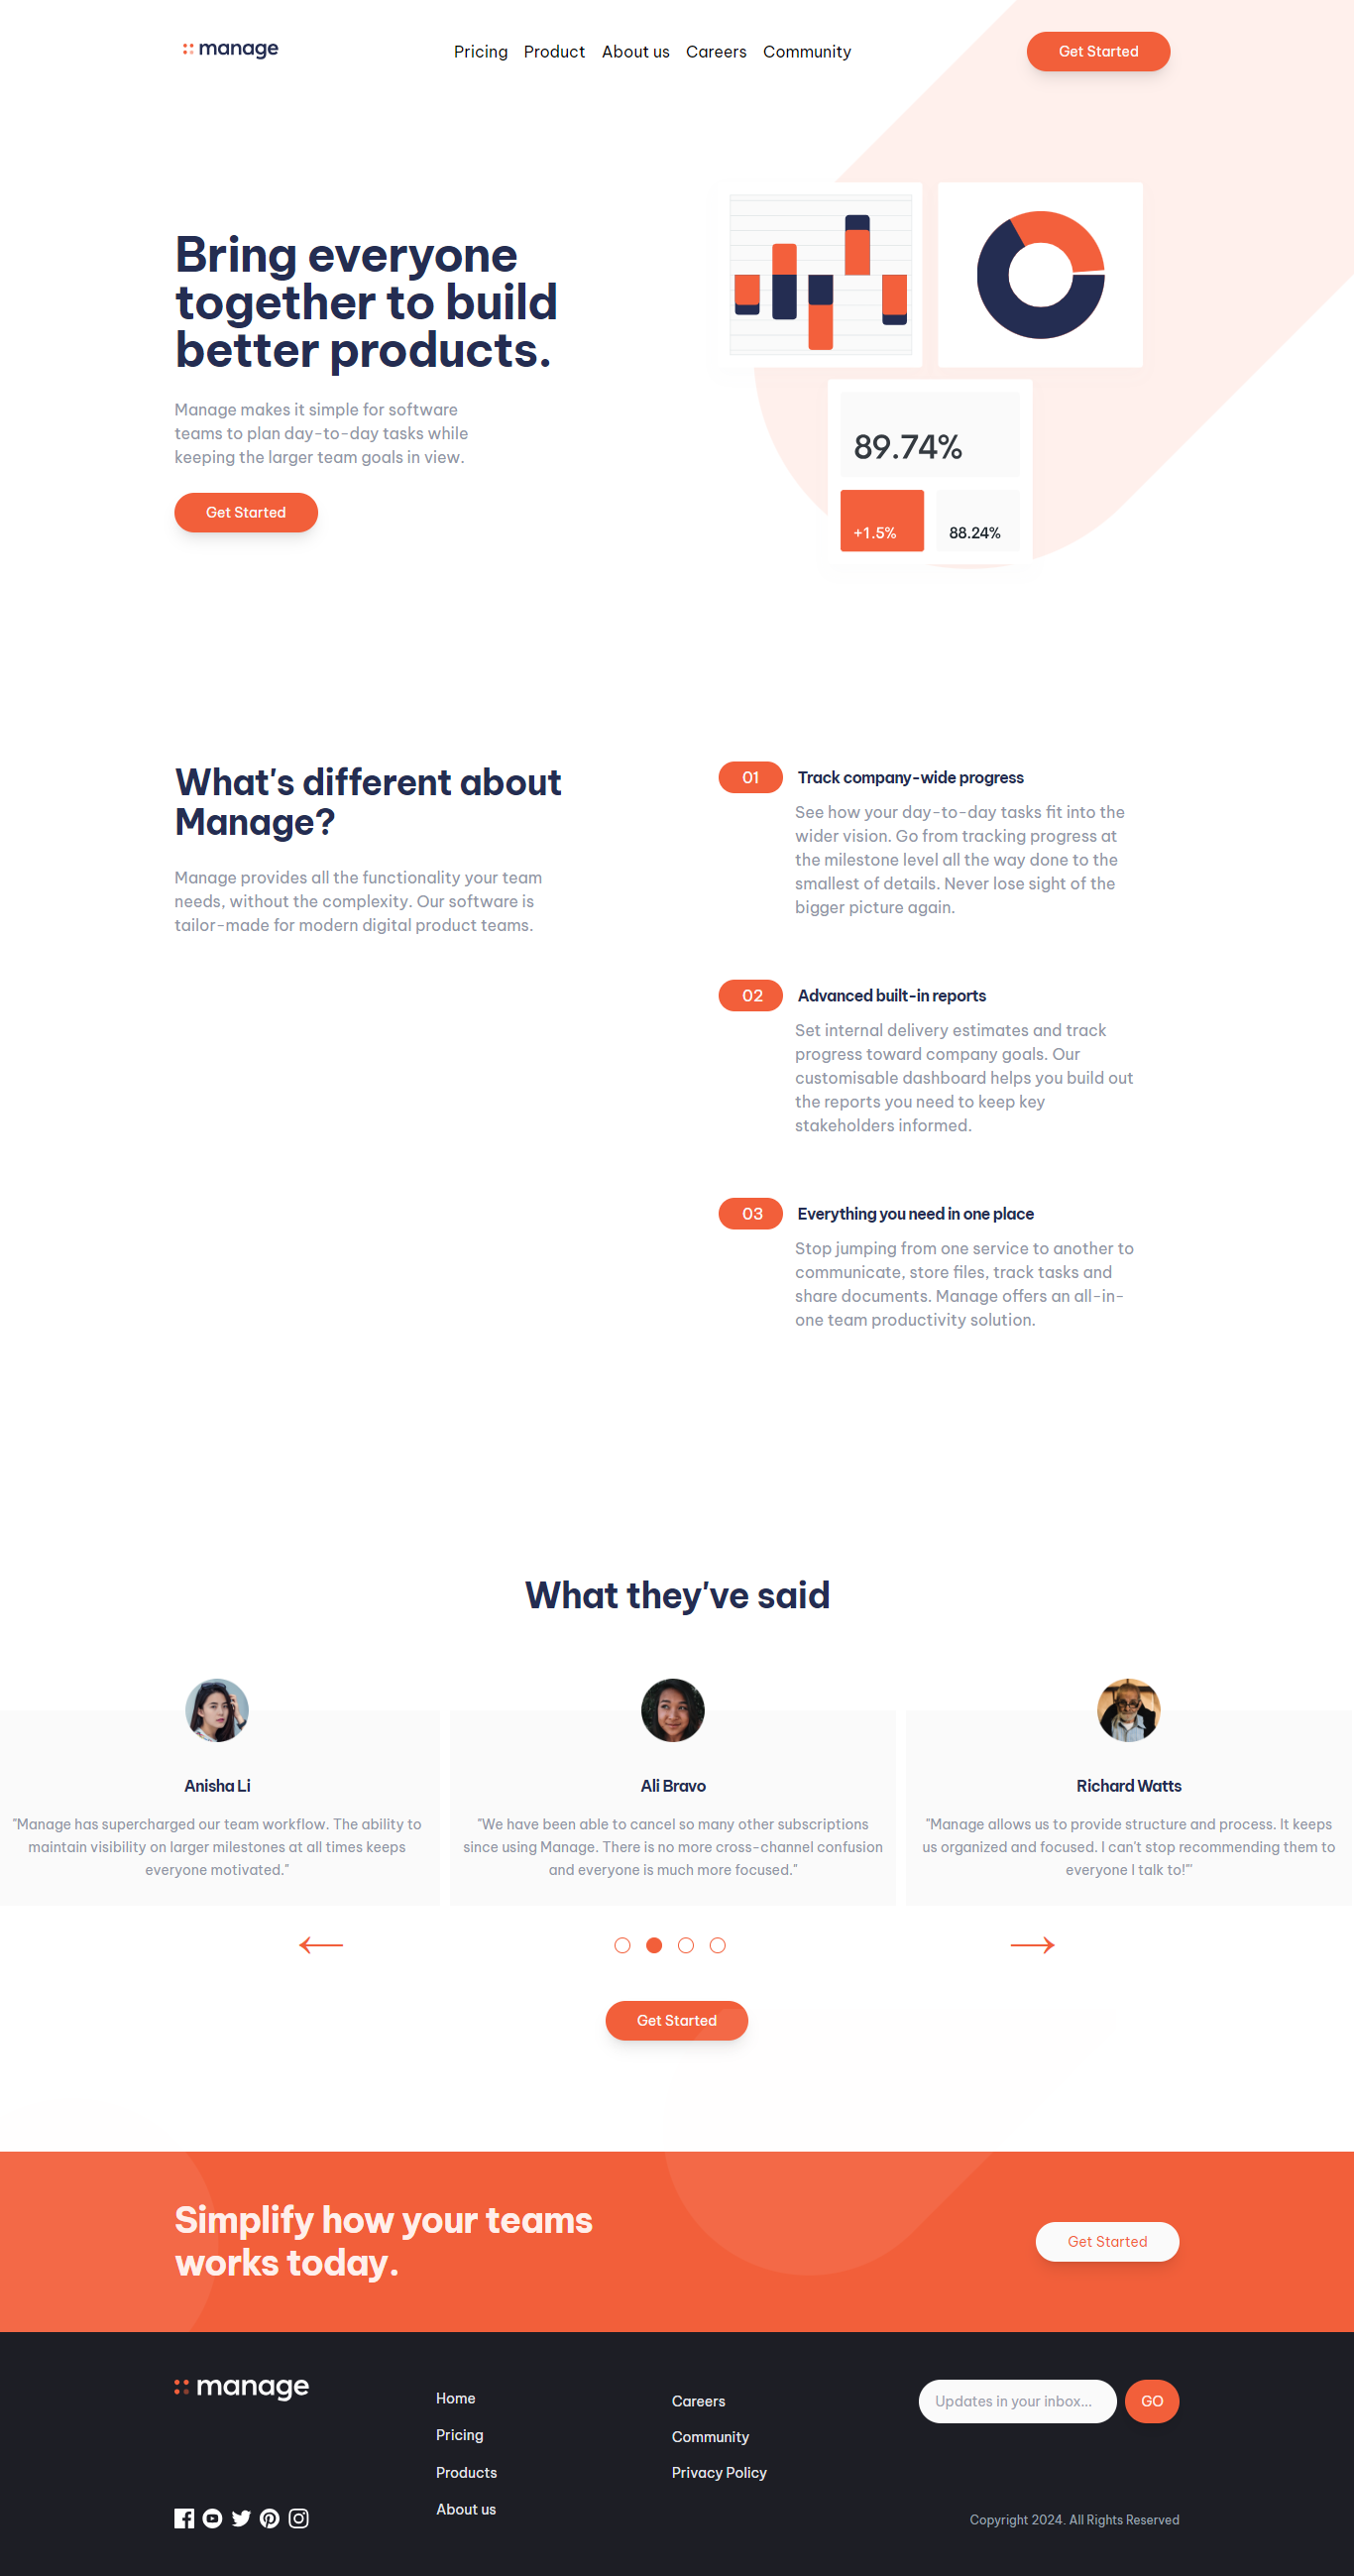 manage
Pricing Product About us Careers Community
Get Started
Bring everyone
together to build
better products.
Manage makes it simple for software
teams to plan day-to-day tasks while
keeping the larger team goals in view.
Get Started
89.74%
+1.5%
88.24%
What's different about
Manage?
Manage provides all the functionality your team
needs, without the complexity. Our software is
tailor-made for modern digital product teams.
01 Track company-wide progress
See how your day-to-day tasks fit into the
wider vision. Go from tracking progress at
the milestone level all the way done to the
smallest of details. Never lose sight of the
bigger picture again.
02 Advanced built-in reports
Set internal delivery estimates and track
progress toward company goals. Our
customisable dashboard helps you build out
the reports you need to keep key
stakeholders informed.
03 Everything you need in one place
Stop jumping from one service to another to
communicate, store files, track tasks and
share documents. Manage offers an all-in-
one team productivity solution.
What they've said
Anisha Li
"Manage has supercharged our team workflow. The ability to
maintain visibility on larger milestones at all times keeps
everyone motivated."
Ali Bravo
"We have been able to cancel so many other subscriptions
since using Manage. There is no more cross-channel confusion
and everyone is much more focused."
Richard Watts
"Manage allows us to provide structure and process. It keeps
us organized and focused. I can't stop recommending them to
everyone I talk to!"'
Get Started
Simplify how your teams
works today.
Get Started
manage
Home
Pricing
Products
About us
Careers
Community
Privacy Policy
Updates in your inbox...
GO
Copyright 2024. All Rights Reserved